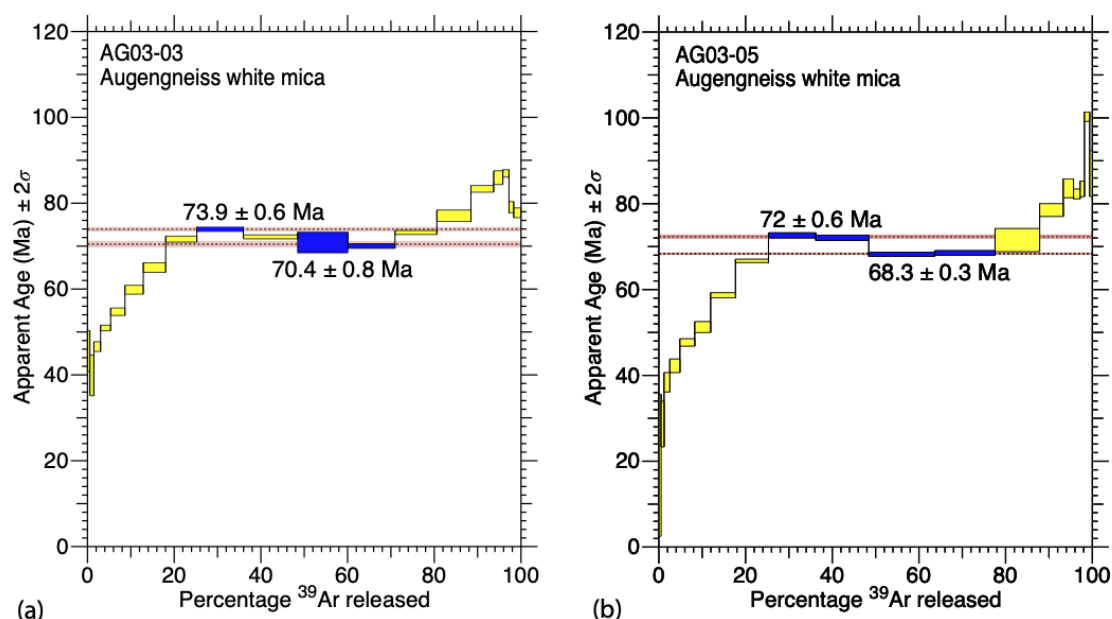 AG03-03
Augengneiss white mica
73.9 ± 0.6 Ma
70.4 ± 0.8 Ma
Apparent Age (Ma) ± 2σ
120
100
80
60
40
20
0
0 20 40 60 80 100
Percentage ³⁹Ar released
(a)
AG03-05
Augengneiss white mica
72 ± 0.6 Ma
68.3 ± 0.3 Ma
Apparent Age (Ma) ± 2σ
120
100
80
60
40
20
0
0 20 40 60 80 100
Percentage ³⁹Ar released
(b)